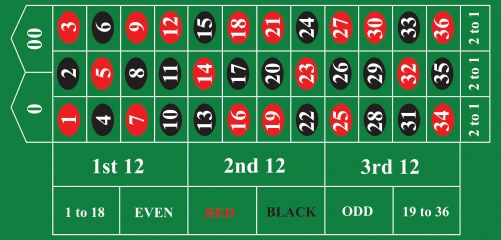 00 3 6 9 12 15 18 21 24 27 30 33 36 2 to 1
2 5 8 11 14 17 20 23 26 29 32 35 2 to 1
0 1 4 7 10 13 16 19 22 25 28 31 34 2 to 1
1st 12 2nd 12 3rd 12
1 to 18 EVEN RED BLACK ODD 19 to 36